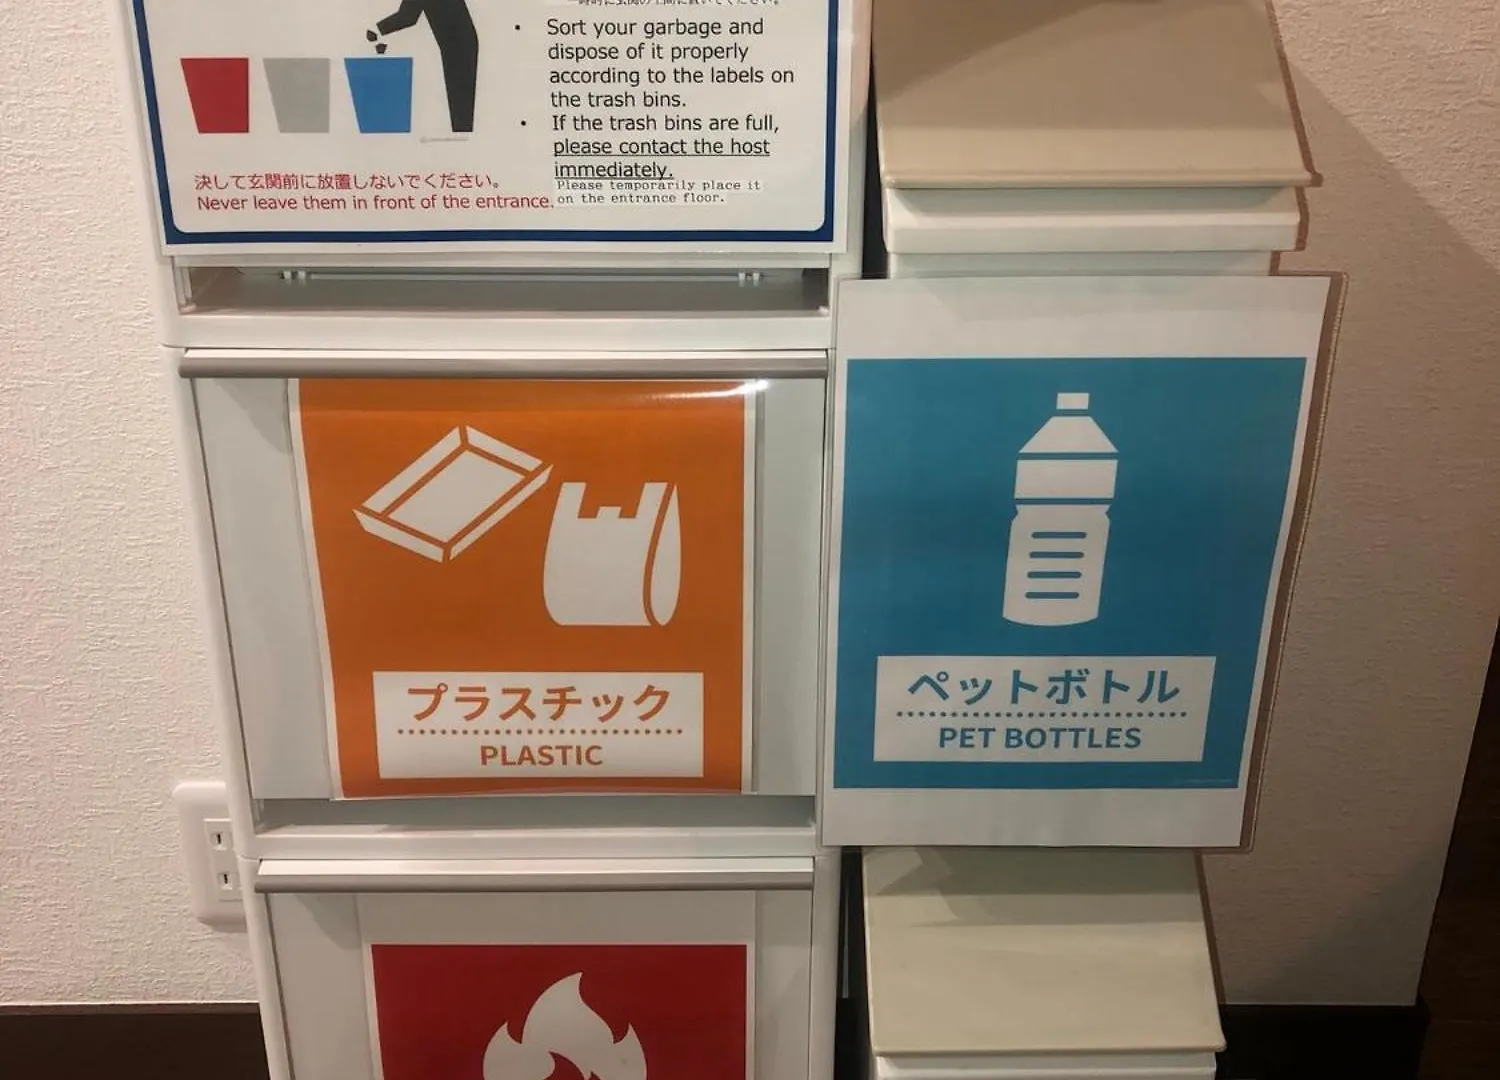 • Sort your garbage and
dispose of it properly
according to the labels on
the trash bins.
• If the trash bins are full,
please contact the host
immediately.
Please temporarily place it
on the entrance floor.
決して玄関前に放置しないでください。
Never leave them in front of the entrance.
プラスチック
PLASTIC
ペットボトル
PET BOTTLES